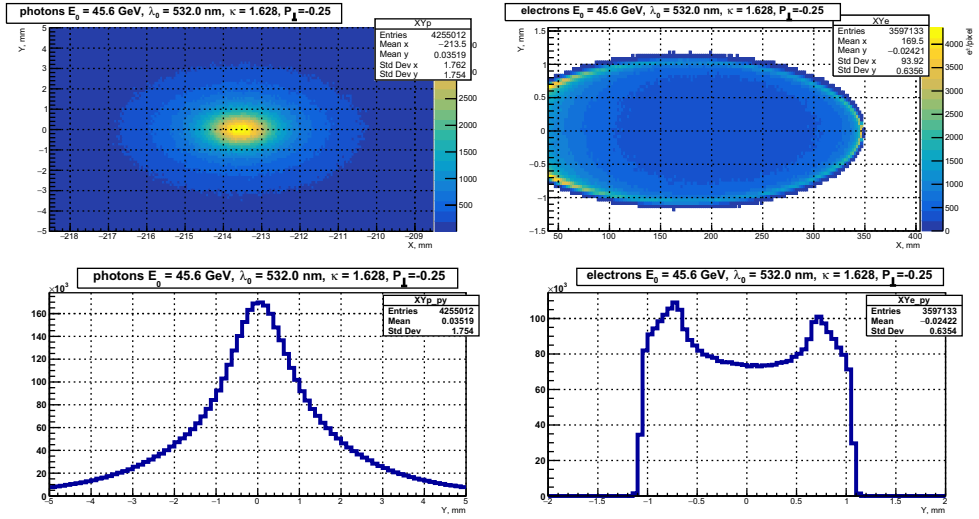 photons E0 = 45.6 GeV, λ0 = 532.0 nm, κ = 1.628, P⊥=-0.25
XYp
Entries 4255012
Mean x −213.5
Mean y 0.03519
Std Dev x 1.762
Std Dev y 1.754
Y, mm
5
4
3
2
1
0
−1
−2
−3
−4
−5
−218 −217 −216 −215 −214 −213 −212 −211 −210 −209
X, mm
2500
2000
1500
1000
500
electrons E0 = 45.6 GeV, λ0 = 532.0 nm, κ = 1.628, P⊥=-0.25
XYe
Entries 3597133
Mean x 169.5
Mean y −0.02421
Std Dev x 93.92
Std Dev y 0.6356
Y, mm
1.5
1
0.5
0
−0.5
−1
−1.5
50 100 150 200 250 300 350 400
X, mm
4000
3500
3000
2500
2000
1500
1000
500
photons E0 = 45.6 GeV, λ0 = 532.0 nm, κ = 1.628, P⊥=-0.25
×10³
XYp_py
Entries 4255012
Mean 0.03519
Std Dev 1.754
160
140
120
100
80
60
40
20
0
−5 −4 −3 −2 −1 0 1 2 3 4 5
Y, mm
electrons E0 = 45.6 GeV, λ0 = 532.0 nm, κ = 1.628, P⊥=-0.25
×10³
XYe_py
Entries 3597133
Mean −0.02422
Std Dev 0.6354
100
80
60
40
20
0
−2 −1.5 −1 −0.5 0 0.5 1 1.5 2
Y, mm